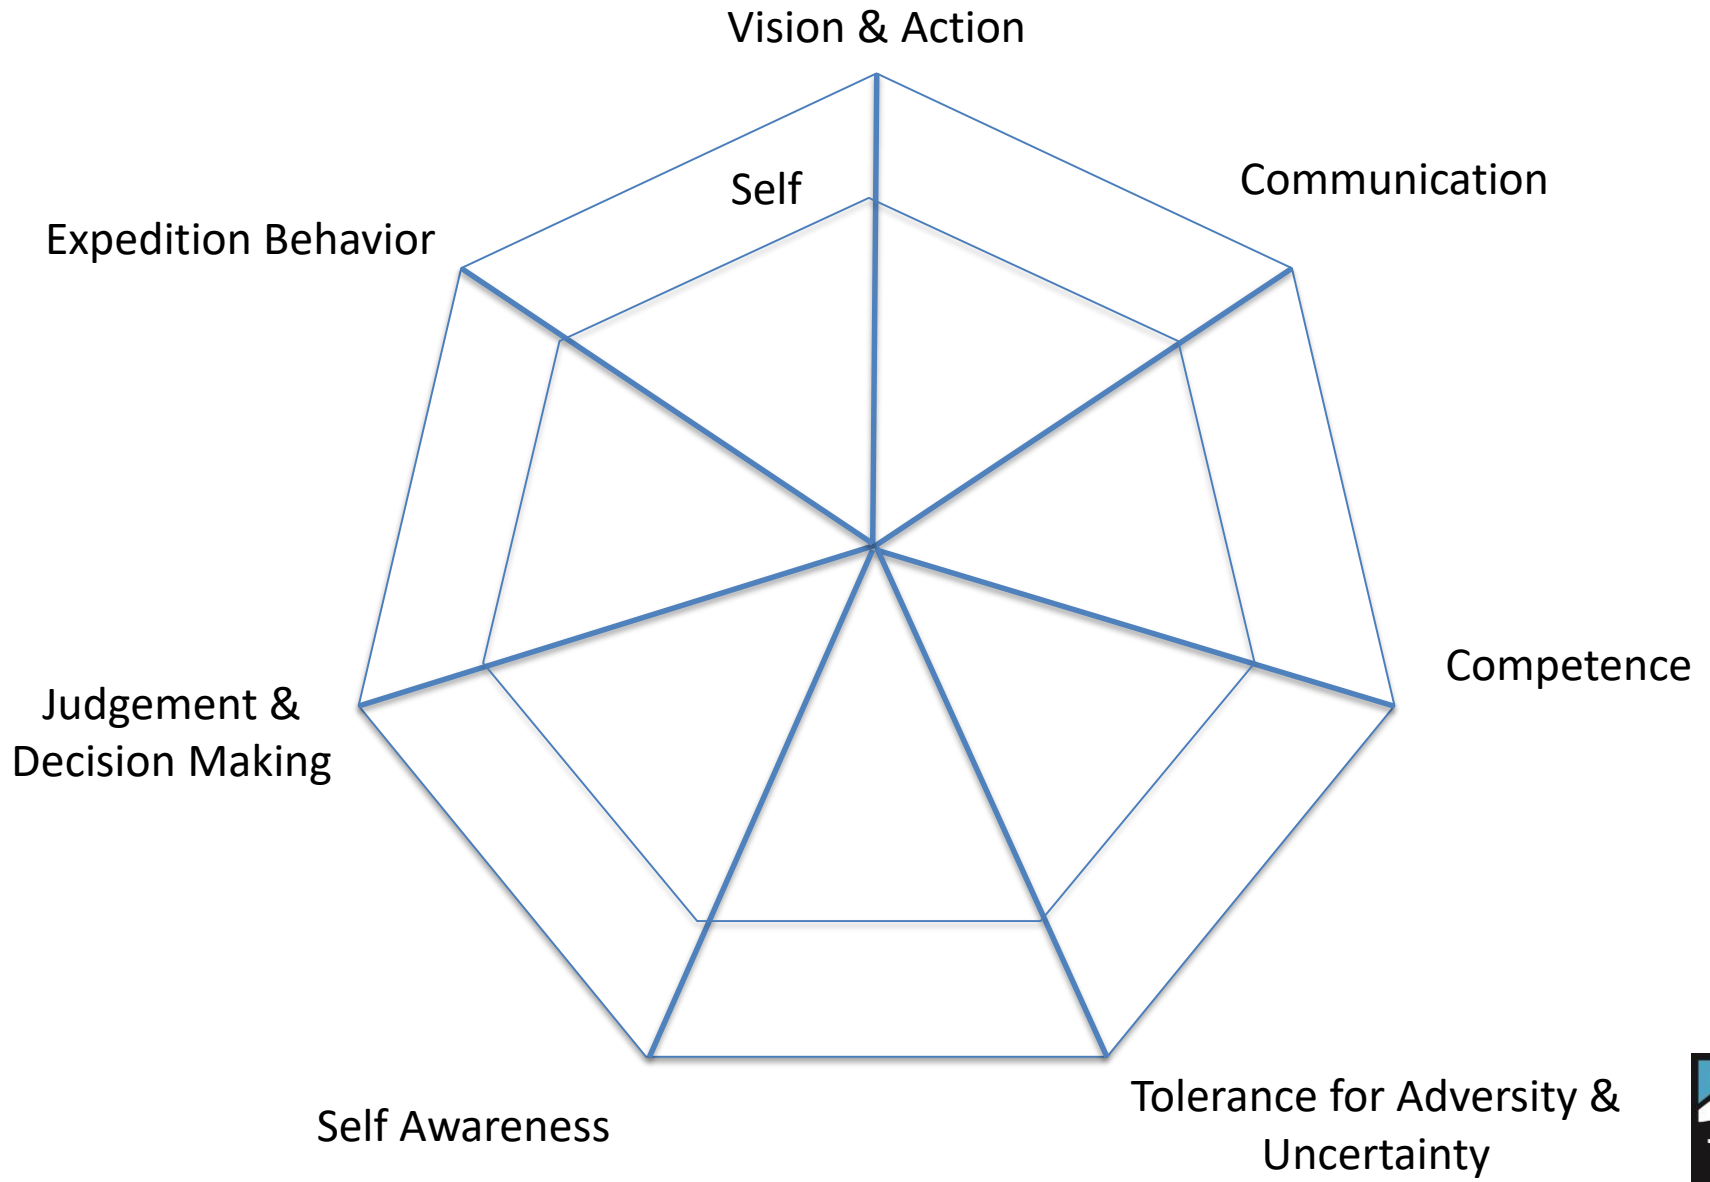 Vision & Action
Self
Communication
Expedition Behavior
Competence
Judgement &
Decision Making
Tolerance for Adversity &
Uncertainty
Self Awareness